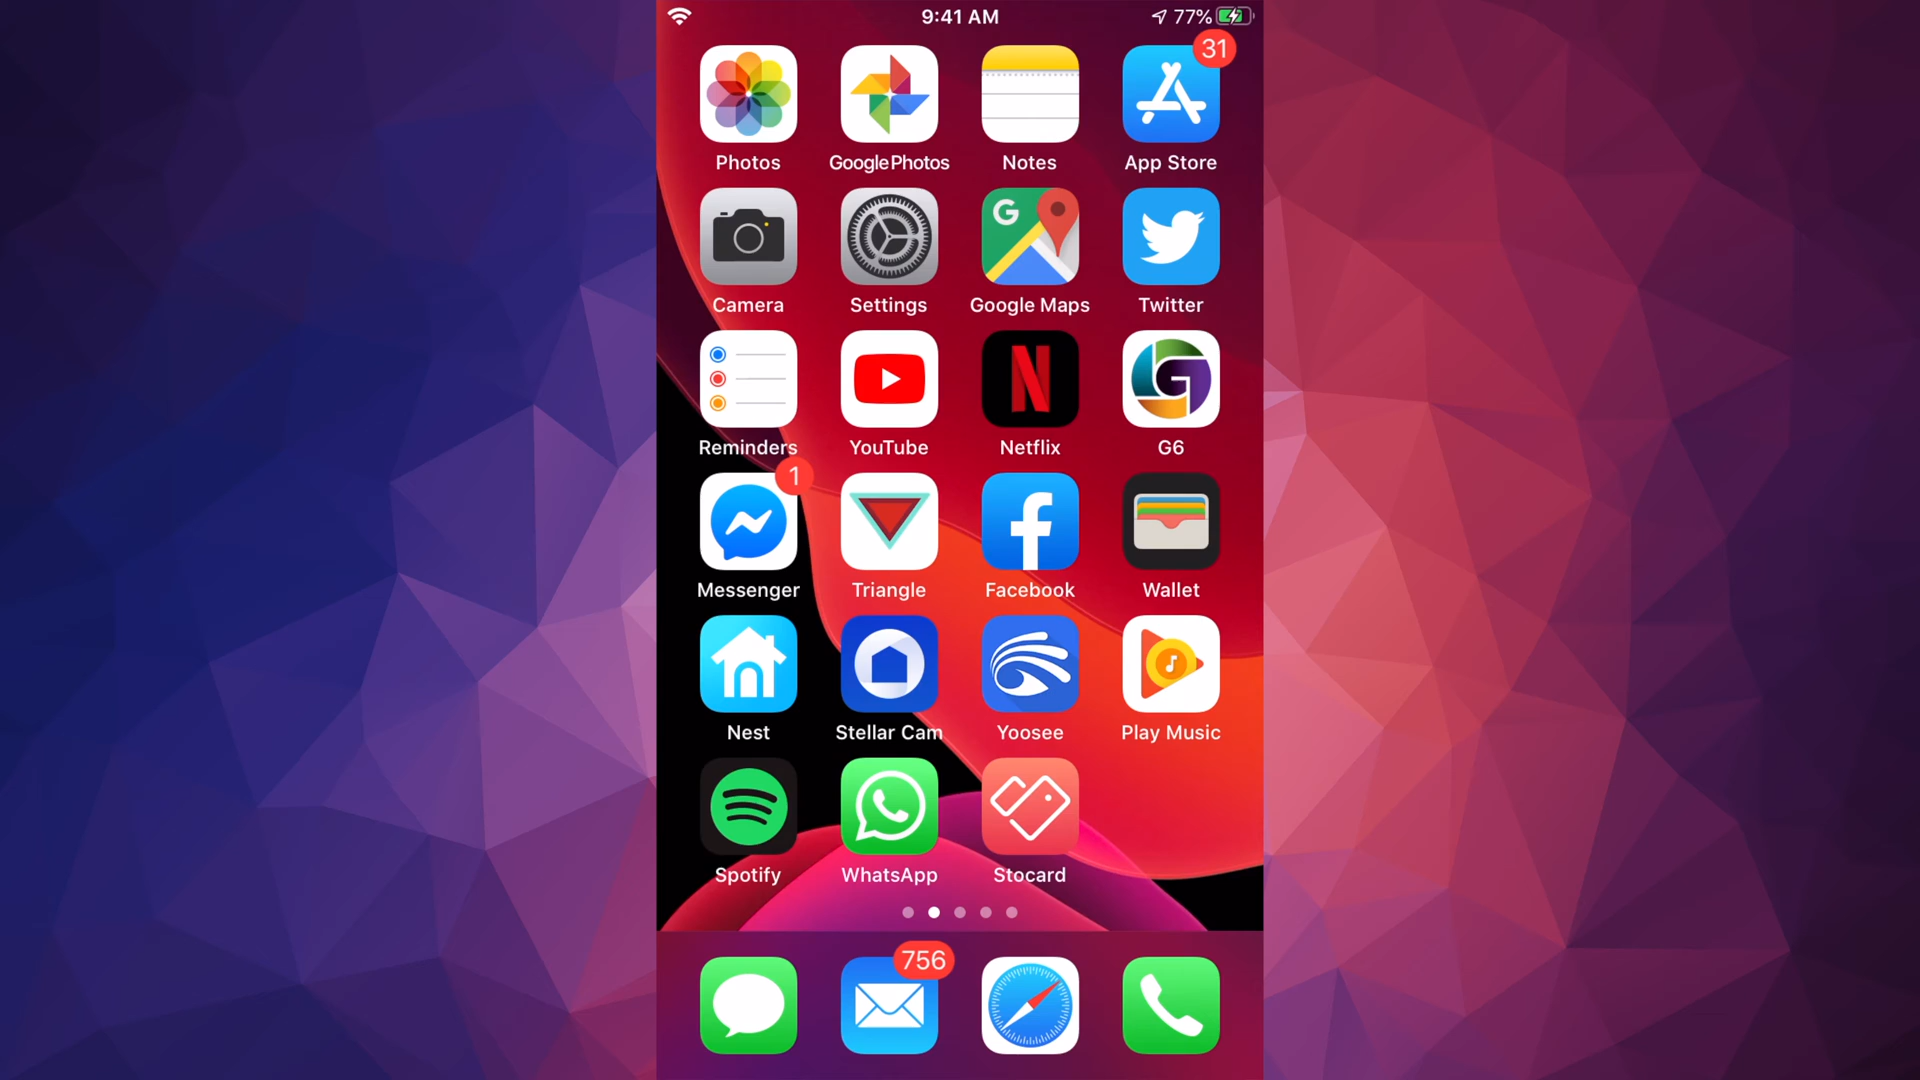 9:41 AM
77%
31
Photos
Google Photos
Notes
App Store
G
Camera
Settings
Google Maps
Twitter
N
G
Reminders
YouTube
Netflix
G6
1
f
Messenger
Triangle
Facebook
Wallet
Nest
Stellar Cam
Yoosee
Play Music
Spotify
WhatsApp
Stocard
756